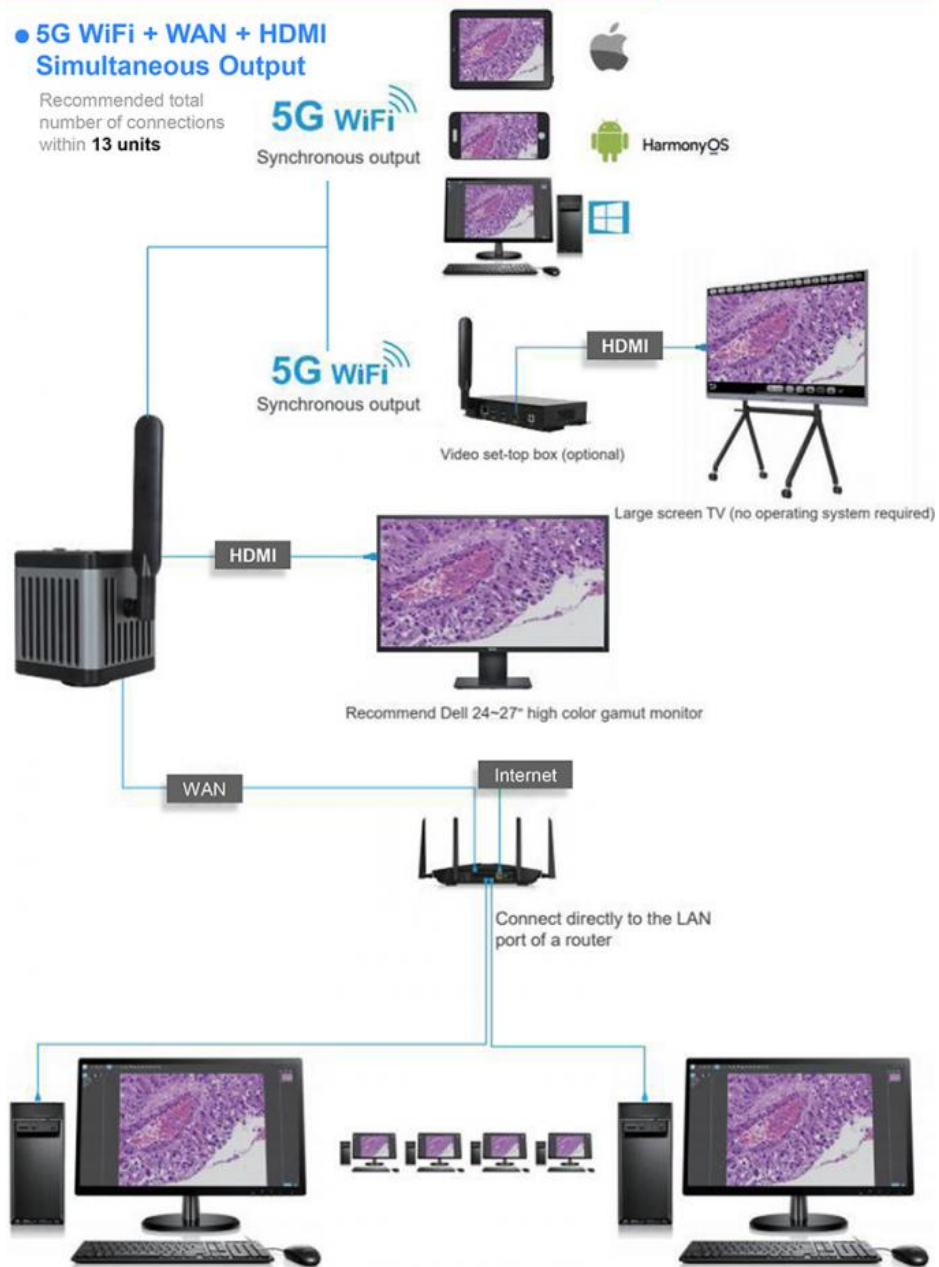 • 5G WiFi + WAN + HDMI
Simultaneous Output
Recommended total
number of connections
within 13 units
5G WiFi
Synchronous output
HarmonyOS
5G WiFi
Synchronous output
HDMI
Video set-top box (optional)
Large screen TV (no operating system required)
HDMI
Recommend Dell 24~27" high color gamut monitor
WAN
Internet
Connect directly to the LAN
port of a router